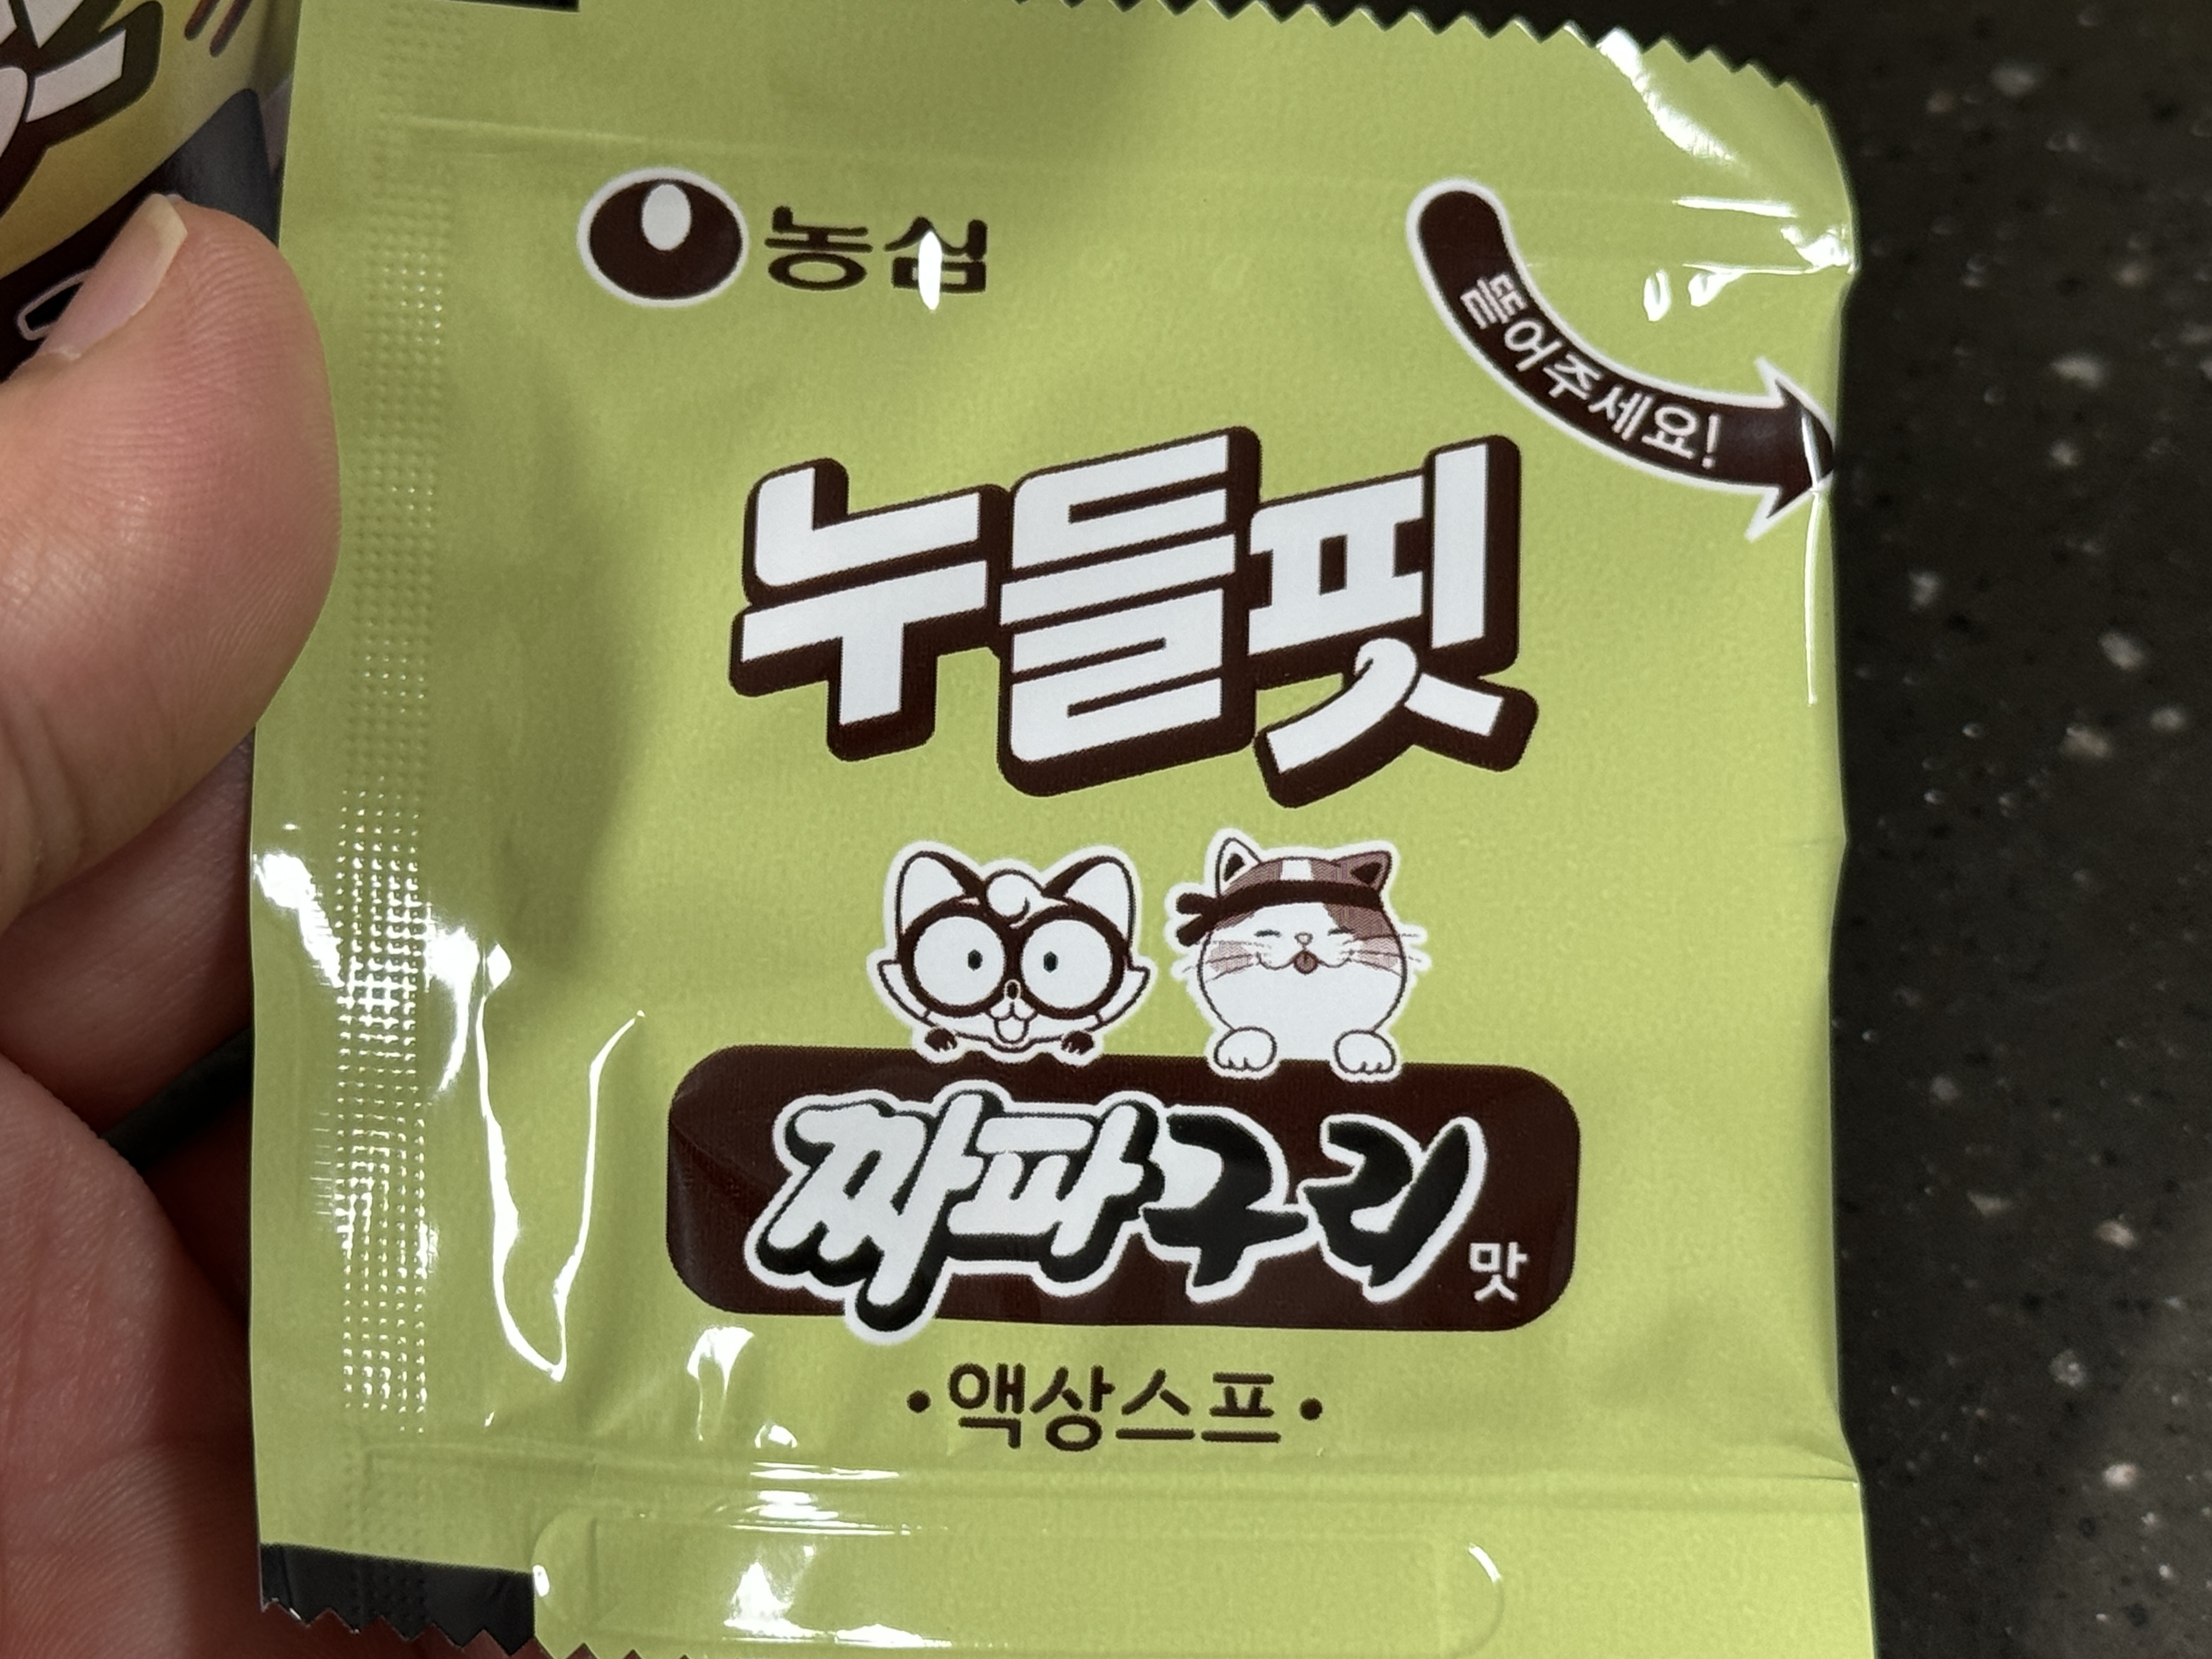 농심
뜯어주세요!
누들핏
짜파구리 맛
·액상스프·